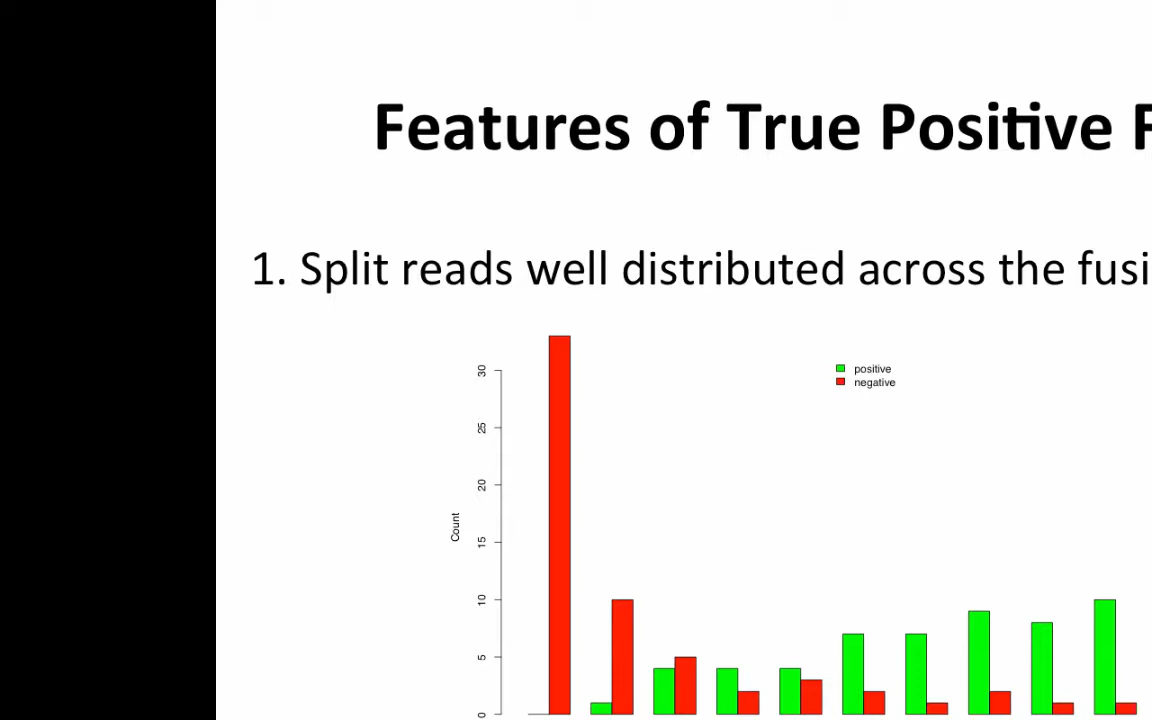 Features of True Positive
1. Split reads well distributed across the
positive
negative
30
25
20
15
10
5
0
Count